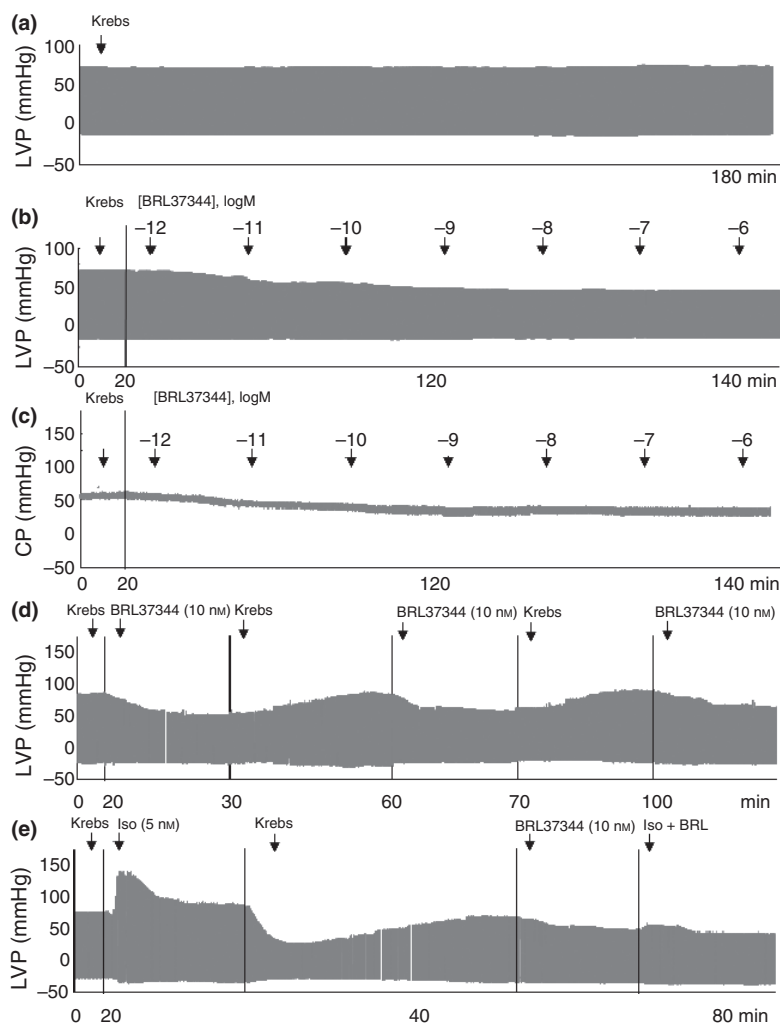 (a)
Krebs
LVP (mmHg)
100
50
0
–50
180 min
(b)
Krebs [BRL37344], logM
–12 –11 –10 –9 –8 –7 –6
LVP (mmHg)
100
50
0
–50
0 20 120 140 min
(c)
Krebs [BRL37344], logM
–12 –11 –10 –9 –8 –7 –6
CP (mmHg)
150
100
50
0
–50
0 20 120 140 min
(d)
Krebs BRL37344 (10 nM) Krebs BRL37344 (10 nM) Krebs BRL37344 (10 nM)
LVP (mmHg)
150
100
50
0
–50
0 20 30 60 70 100 min
(e)
Krebs Iso (5 nM) Krebs BRL37344 (10 nM) Iso + BRL
LVP (mmHg)
150
100
50
0
–50
0 20 40 80 min